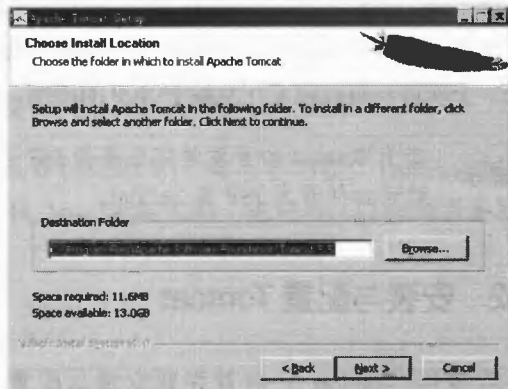 Apache Tomcat Setup
Choose Install Location
Choose the folder in which to install Apache Tomcat
Setup will install Apache Tomcat in the following folder. To install in a different folder, click
Browse and select another folder. Click Next to continue.
Destination Folder
Browse...
Space required: 11.6MB
Space available: 13.0GB
< Back
Next >
Cancel